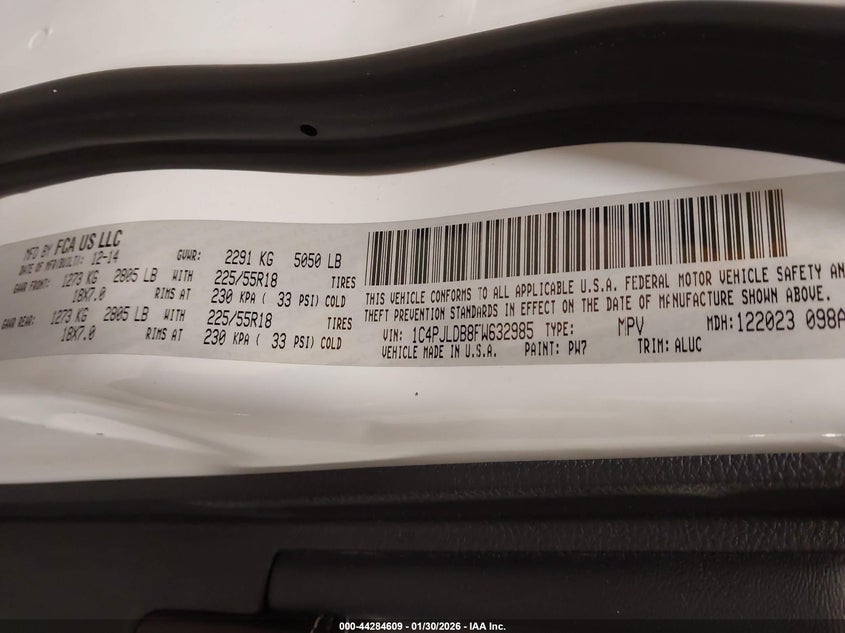 MFD BY FCA US LLC
DATE OF MFD/BUILT: 12-14 GVWR: 2291 KG 5050 LB
GAWR FRONT: 1273 KG 2805 LB WITH 225/55R18 TIRES
18X7.0 RIMS AT 230 KPA ( 33 PSI) COLD
GAWR REAR: 1273 KG 2805 LB WITH 225/55R18 TIRES
18X7.0 RIMS AT 230 KPA ( 33 PSI) COLD
THIS VEHICLE CONFORMS TO ALL APPLICABLE U.S.A. FEDERAL MOTOR VEHICLE SAFETY AN
THEFT PREVENTION STANDARDS IN EFFECT ON THE DATE OF MANUFACTURE SHOWN ABOVE.
VIN: 1C4PJLDB8FW632985 TYPE: MPV MDH:122023 098A
VEHICLE MADE IN U.S.A. PAINT: PW7 TRIM: ALUC
000-44284609 - 01/30/2026 - IAA Inc.